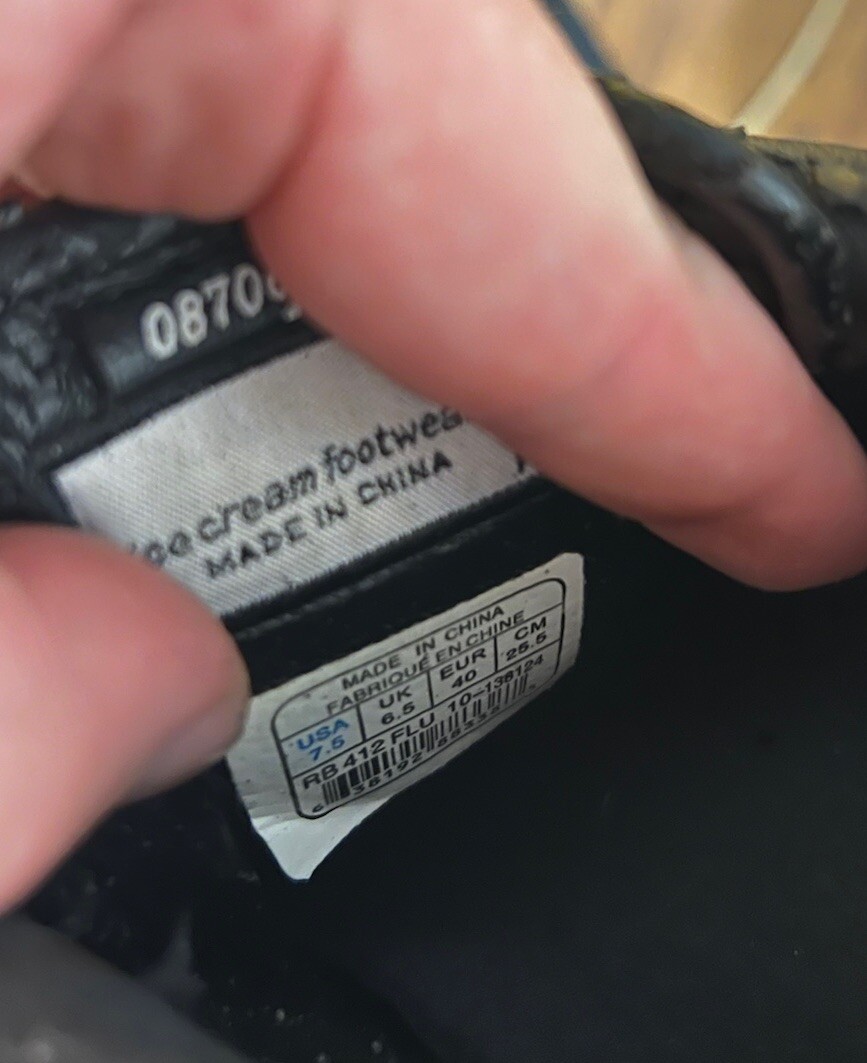 0870
ice cream footwea
MADE IN CHINA
MADE IN CHINA
FABRIQUÉ EN CHINE
USA UK EUR CM
7.5 6.5 40 25.5
RB 412 FLU 10-138124